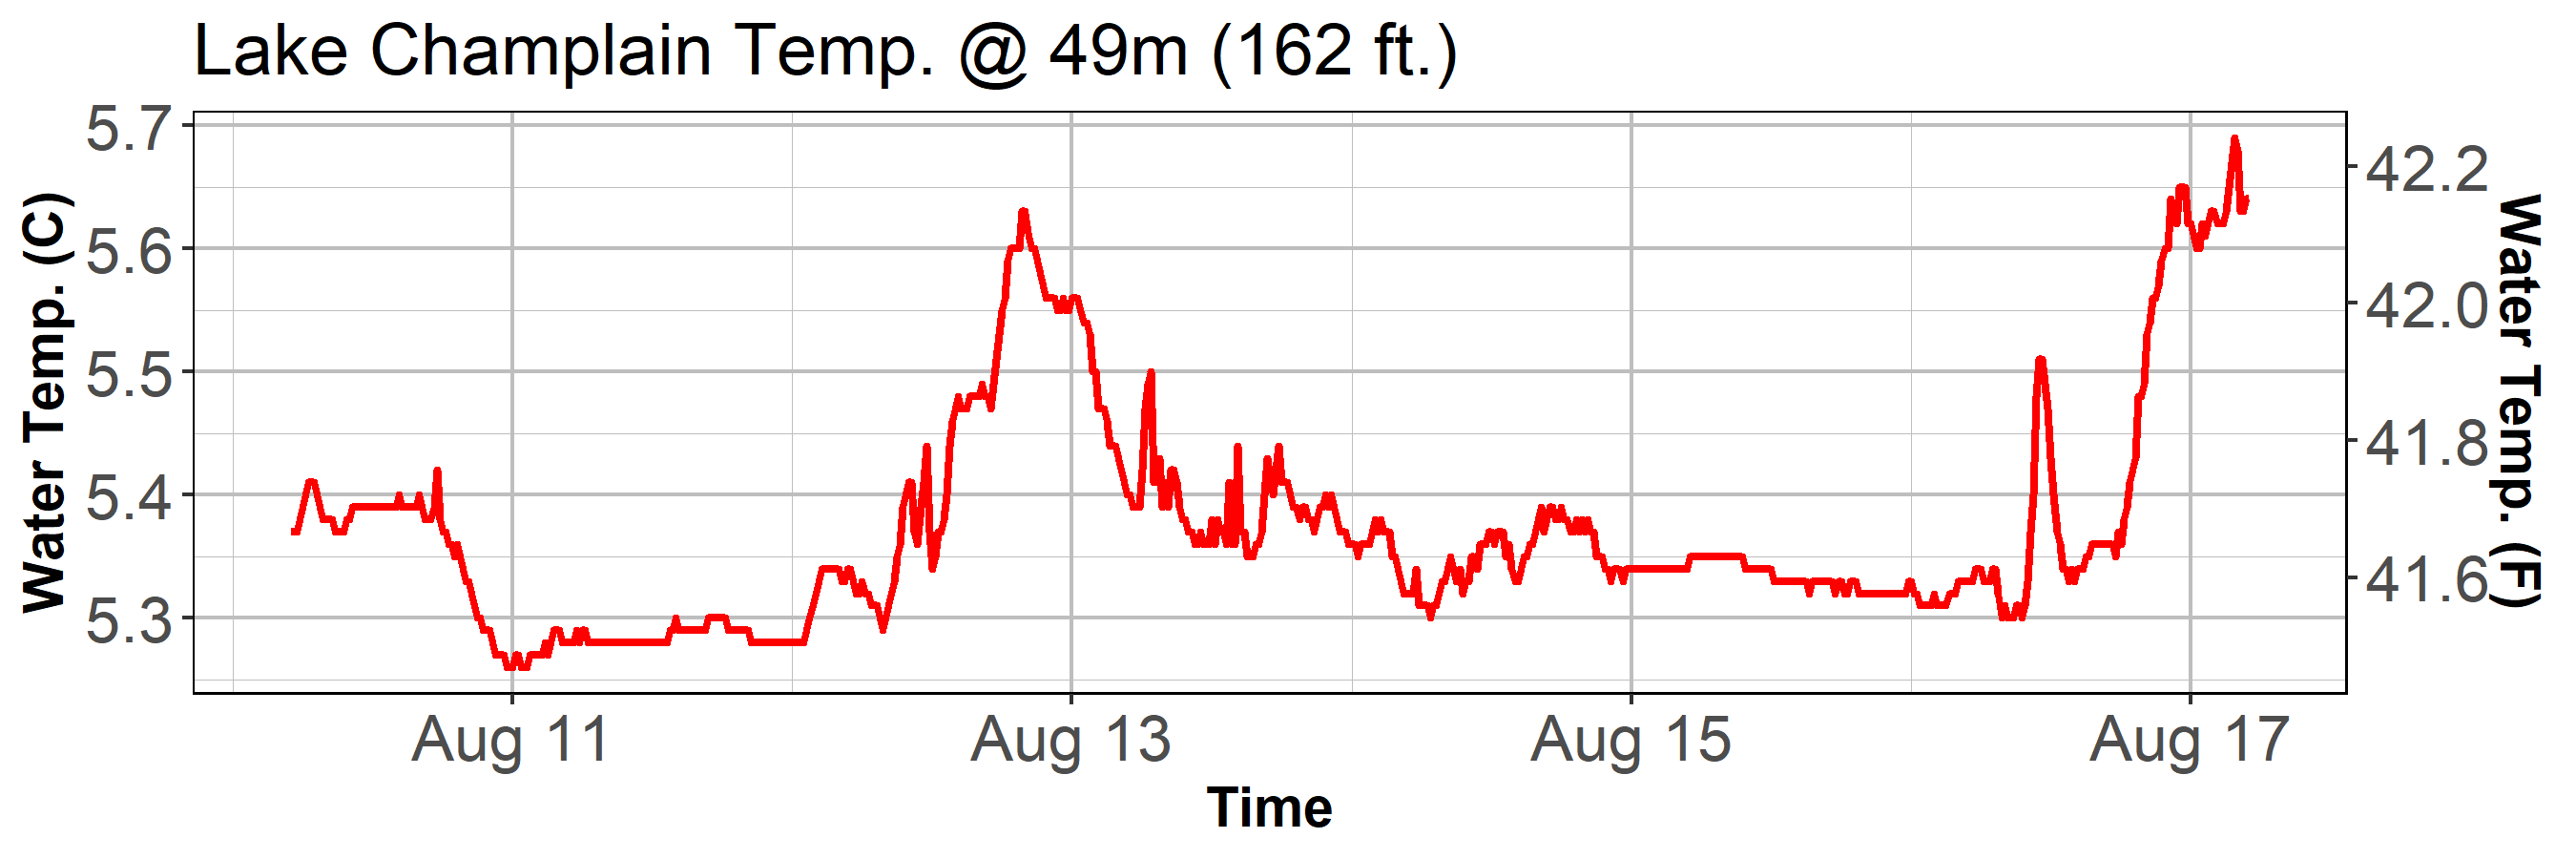 Lake Champlain Temp. @ 49m (162 ft.)
Water Temp. (C)
5.7
5.6
5.5
5.4
5.3
42.2
42.0
41.8
41.6
Water Temp. (F)
Aug 11
Aug 13
Aug 15
Aug 17
Time